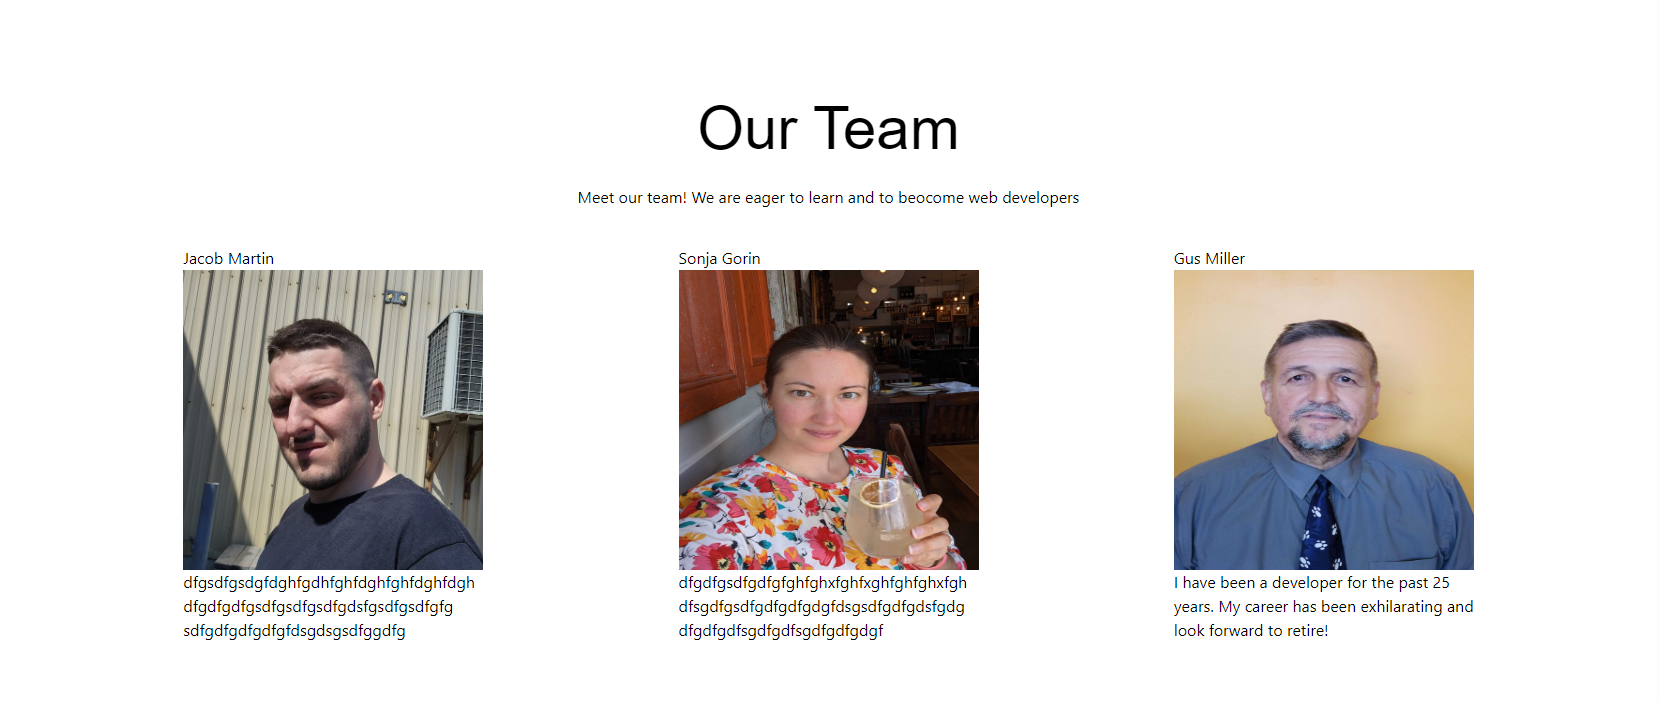 Our Team
Meet our team! We are eager to learn and to beocome web developers
Jacob Martin
Sonja Gorin
Gus Miller
dfgsdfgsdgfdghfgdhfghfdghfghfdghfdgh
dfgdfgdfgsdfgsdfgsdfgdsfgsdfgsdfgfg
sdfgdfgdfgdfgfdsgdsgsdfggdfg
dfgdfgsdfgdfgfghfghxfghfxghfghfghxfgh
dfsgdfgsdfgdfgdfgdgfdsgsdfgdfgdsfgdg
dfgdfgdfsgdfgdfsgdfgdfgdgf
I have been a developer for the past 25
years. My career has been exhilarating and
look forward to retire!